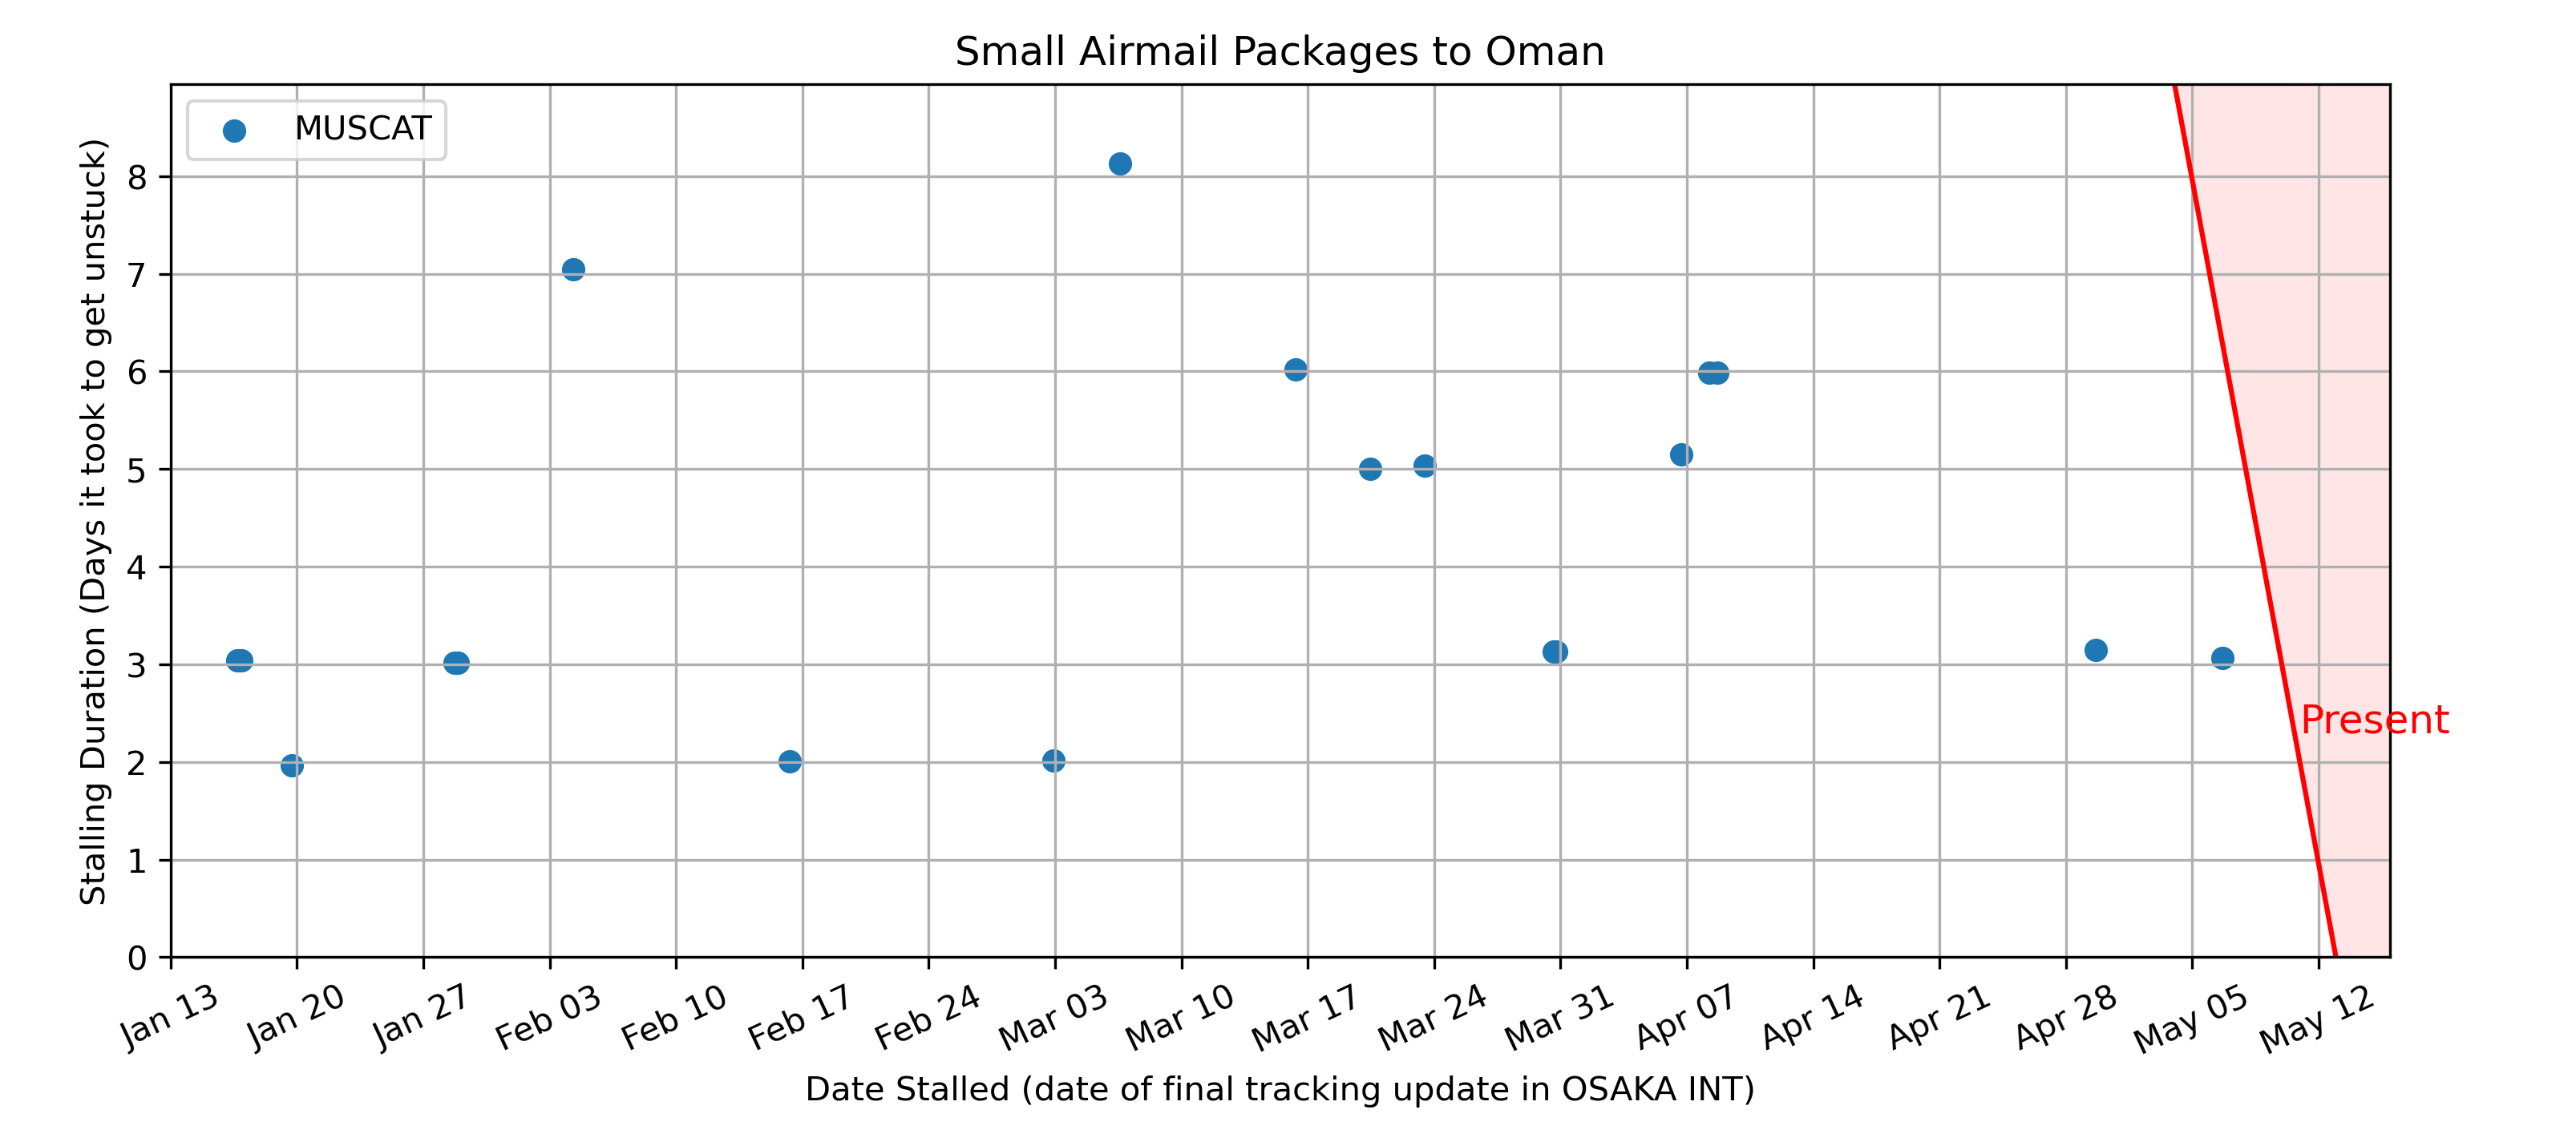 Small Airmail Packages to Oman
MUSCAT
Stalling Duration (Days it took to get unstuck)
8
7
6
5
4
3
2
1
0
Present
Jan 13 Jan 20 Jan 27 Feb 03 Feb 10 Feb 17 Feb 24 Mar 03 Mar 10 Mar 17 Mar 24 Mar 31 Apr 07 Apr 14 Apr 21 Apr 28 May 05 May 12
Date Stalled (date of final tracking update in OSAKA INT)